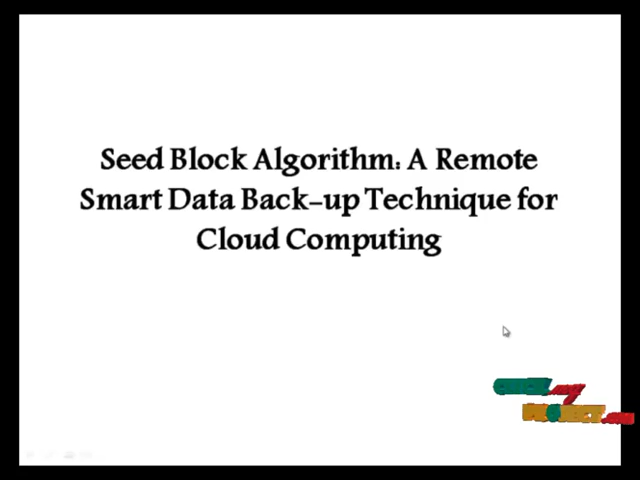 Seed Block Algorithm: A Remote
Smart Data Back-up Technique for
Cloud Computing